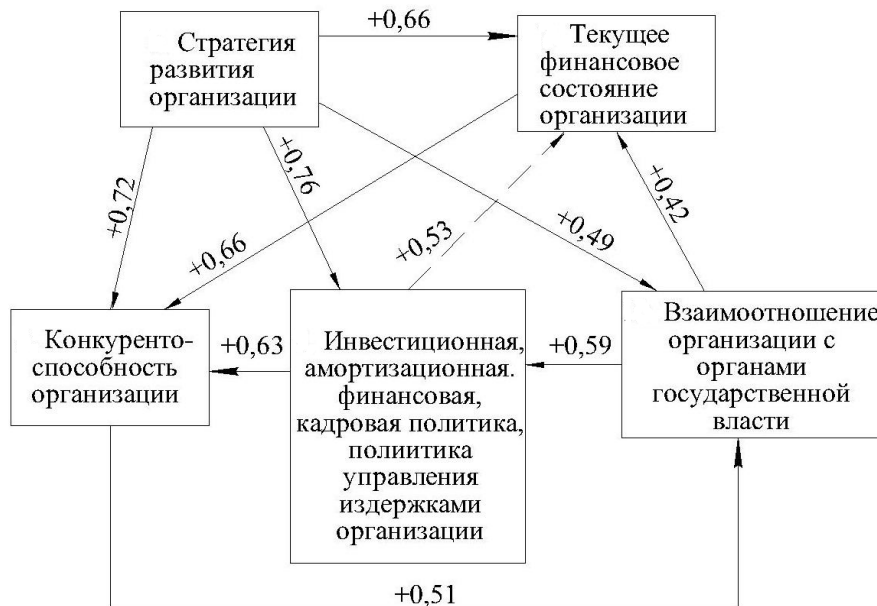 +0,66
Стратегия
развития
организации
Текущее
финансовое
состояние
организации
+0,72
+0,76
+0,66
+0,53
+0,49
+0,42
Конкуренто-
способность
организации
+0,63
Инвестиционная,
амортизационная.
финансовая,
кадровая политика,
полиитика
управления
издержками
организации
+0,59
Взаимоотношение
организации с
органами
государственной
власти
+0,51